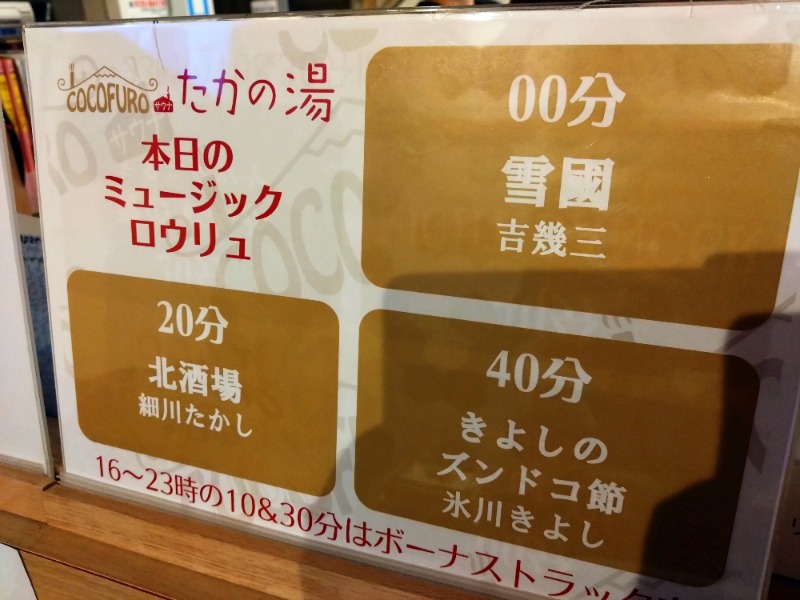 COCOFURO サウナ たかの湯
本日の
ミュージック
ロウリュ
00分
雪國
吉幾三
20分
北酒場
細川たかし
40分
きよしの
ズンドコ節
氷川きよし
16〜23時の10&30分はボーナストラック